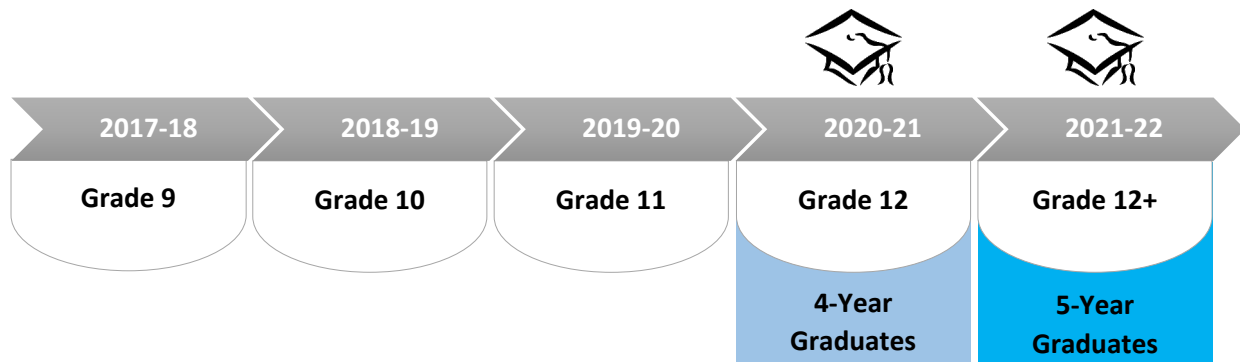 2017-18
2018-19
2019-20
2020-21
2021-22
Grade 9
Grade 10
Grade 11
Grade 12
Grade 12+
4-Year
Graduates
5-Year
Graduates